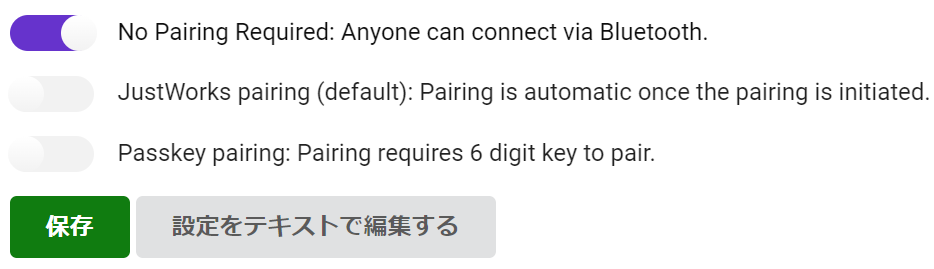 No Pairing Required: Anyone can connect via Bluetooth.
JustWorks pairing (default): Pairing is automatic once the pairing is initiated.
Passkey pairing: Pairing requires 6 digit key to pair.
保存 設定をテキストで編集する